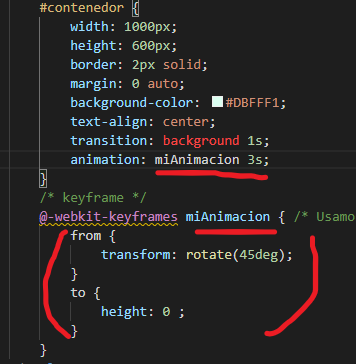 #contenedor {
width: 1000px;
height: 600px;
border: 2px solid;
margin: 0 auto;
background-color: #DBFFF1;
text-align: center;
transition: background 1s;
animation: miAnimacion 3s;
}
/* keyframe */
@-webkit-keyframes miAnimacion { /* Usamo
from {
transform: rotate(45deg);
}
to {
height: 0 ;
}
}